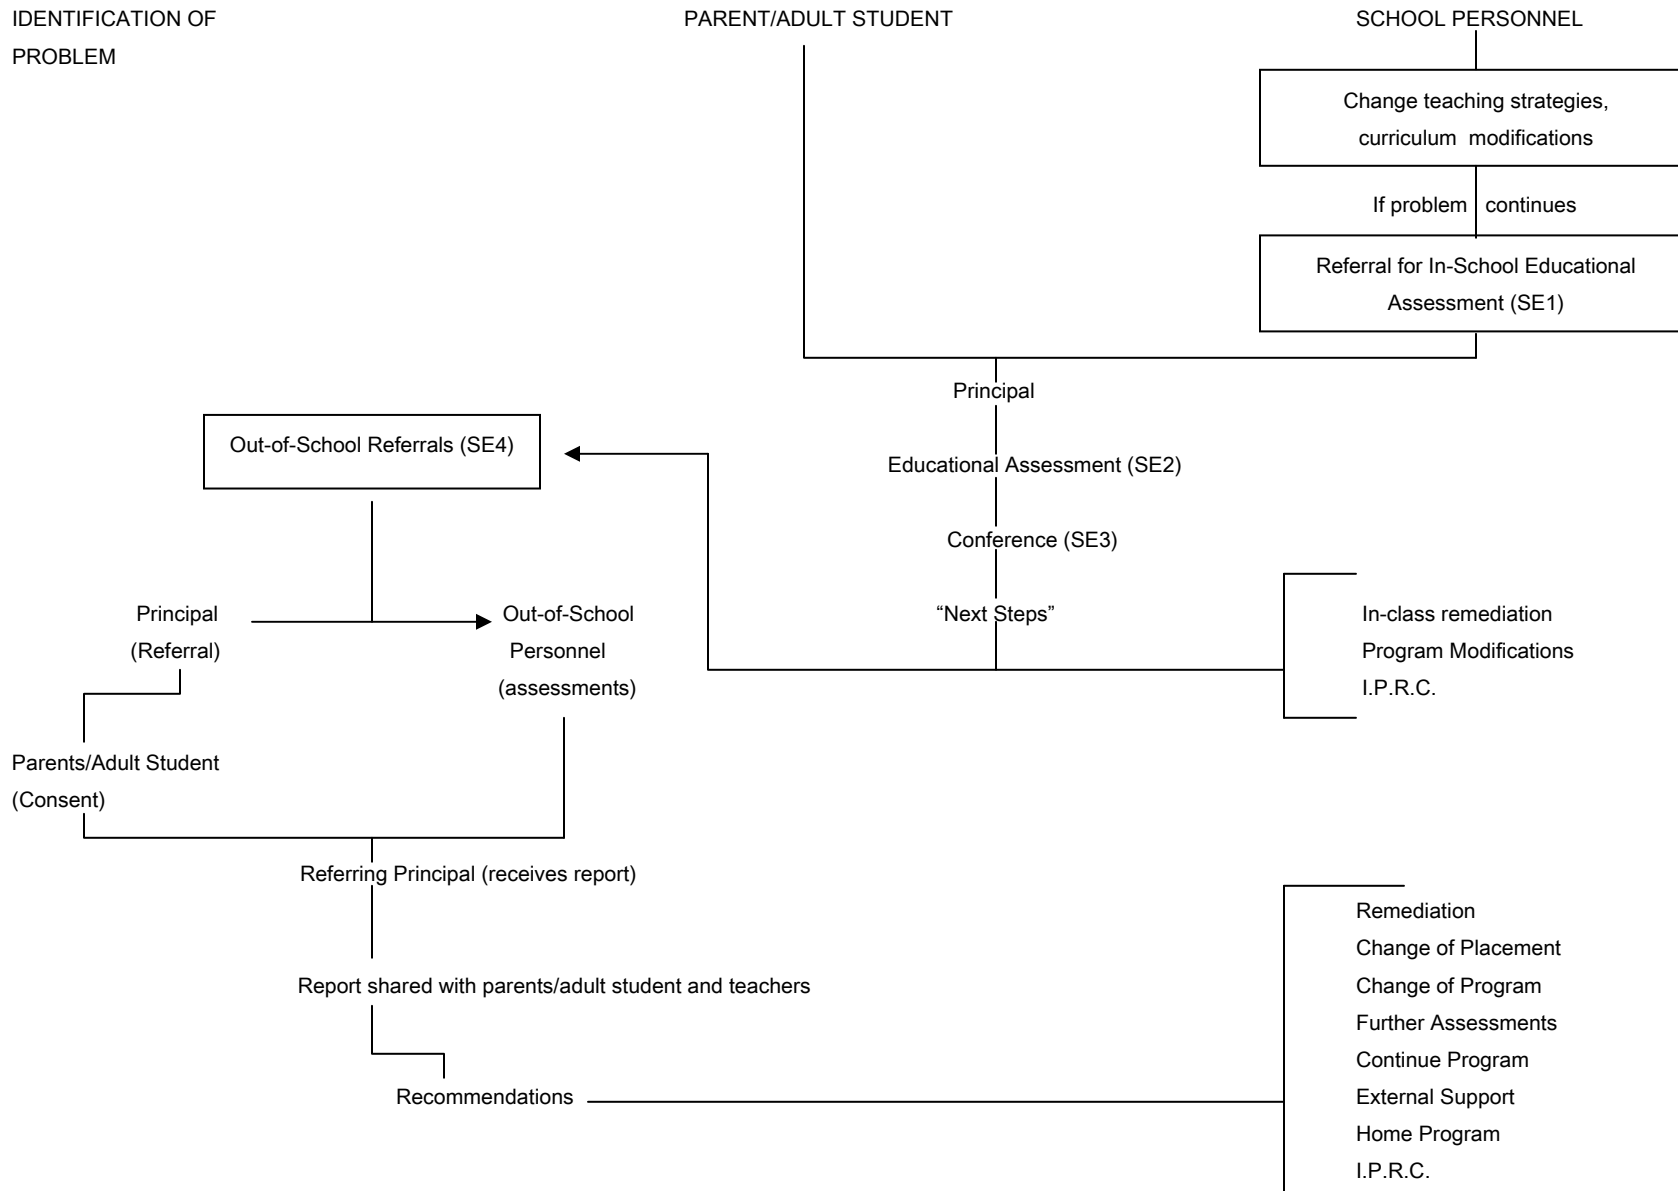 IDENTIFICATION OF
PROBLEM
PARENT/ADULT STUDENT
SCHOOL PERSONNEL
Change teaching strategies,
curriculum modifications
If problem continues
Referral for In-School Educational
Assessment (SE1)
Principal
Educational Assessment (SE2)
Conference (SE3)
“Next Steps”
In-class remediation
Program Modifications
I.P.R.C.
Out-of-School Referrals (SE4)
Principal
(Referral)
Out-of-School
Personnel
(assessments)
Parents/Adult Student
(Consent)
Referring Principal (receives report)
Report shared with parents/adult student and teachers
Recommendations
Remediation
Change of Placement
Change of Program
Further Assessments
Continue Program
External Support
Home Program
I.P.R.C.